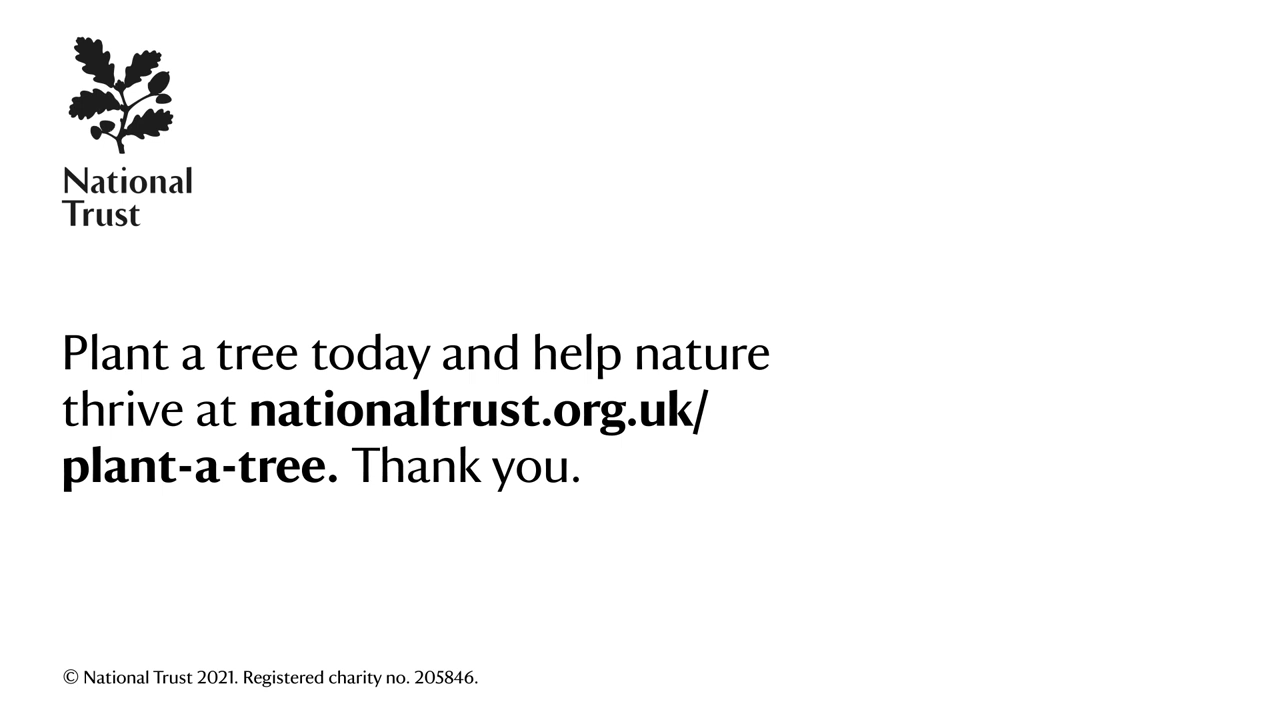 National
Trust
Plant a tree today and help nature
thrive at nationaltrust.org.uk/
plant-a-tree. Thank you.
© National Trust 2021. Registered charity no. 205846.